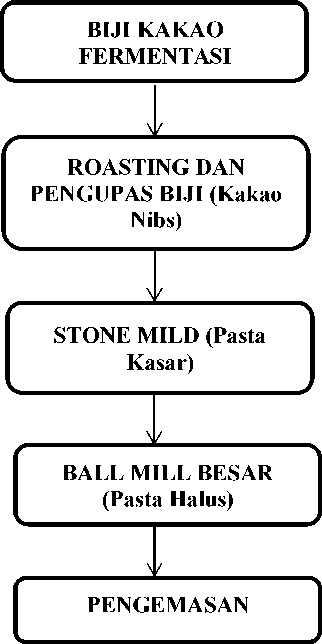 BIJI KAKAO
FERMENTASI
ROASTING DAN
PENGUPAS BIJI (Kakao
Nibs)
STONE MILD (Pasta
Kasar)
BALL MILL BESAR
(Pasta Halus)
PENGEMASAN